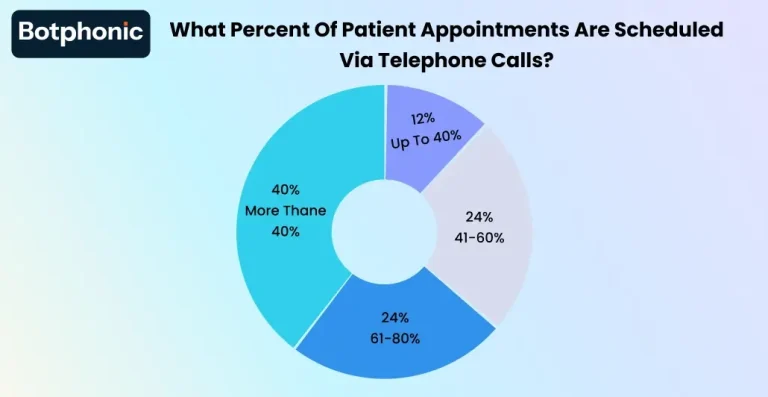 Botphonic
What Percent Of Patient Appointments Are Scheduled
Via Telephone Calls?
12%
Up To 40%
40%
More Thane
40%
24%
41-60%
24%
61-80%